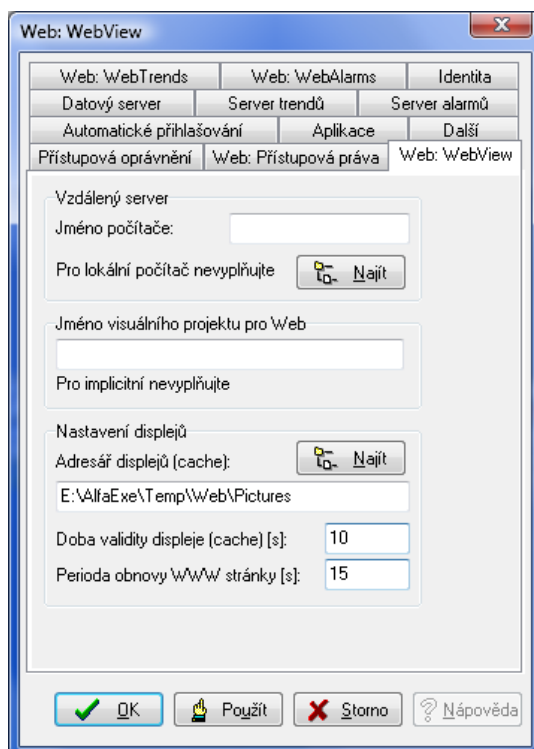 Web: WebView
Web: WebTrends Web: WebAlarms Identita
Datový server Server trendů Server alarmů
Automatické přihlašování Aplikace Další
Přístupová oprávnění Web: Přístupová práva Web: WebView
Vzdálený server
Jméno počítače:
Pro lokální počítač nevyplňujte Najít
Jméno visuálního projektu pro Web
Pro implicitní nevyplňujte
Nastavení displejů
Adresář displejů (cache): Najít
E:\AlfaExe\Temp\Web\Pictures
Doba validity displeje (cache) [s]: 10
Perioda obnovy WWW stránky [s]: 15
OK Použít Storno Nápověda